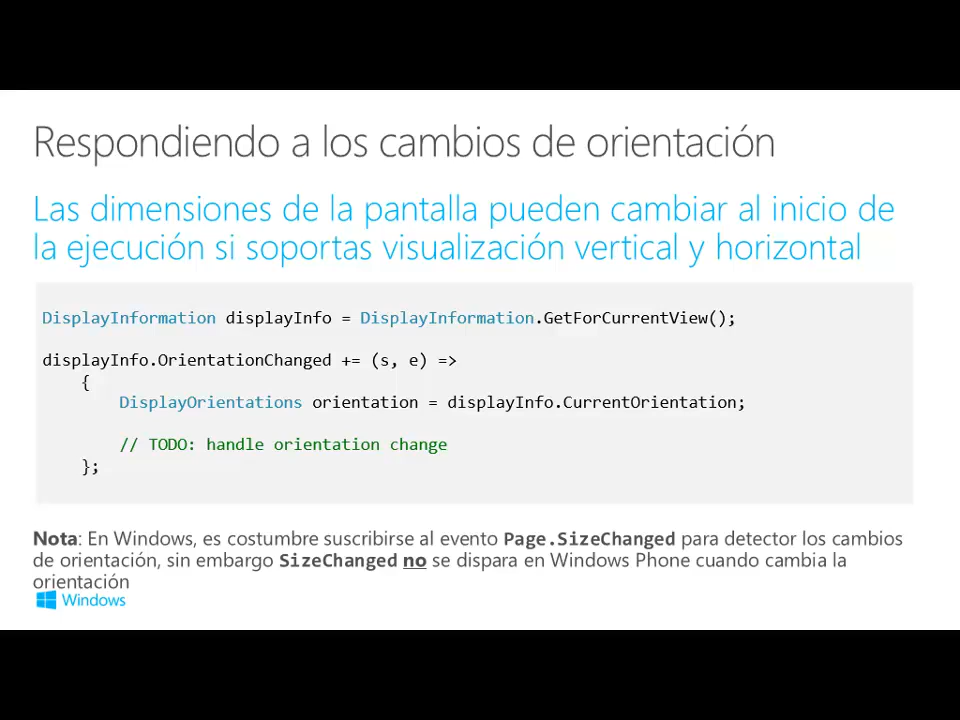 Respondiendo a los cambios de orientación
Las dimensiones de la pantalla pueden cambiar al inicio de
la ejecución si soportas visualización vertical y horizontal
DisplayInformation displayInfo = DisplayInformation.GetForCurrentView();
displayInfo.OrientationChanged += (s, e) =>
{
DisplayOrientations orientation = displayInfo.CurrentOrientation;
// TODO: handle orientation change
};
Nota: En Windows, es costumbre suscribirse al evento Page.SizeChanged para detector los cambios
de orientación, sin embargo SizeChanged no se dispara en Windows Phone cuando cambia la
orientación
Windows